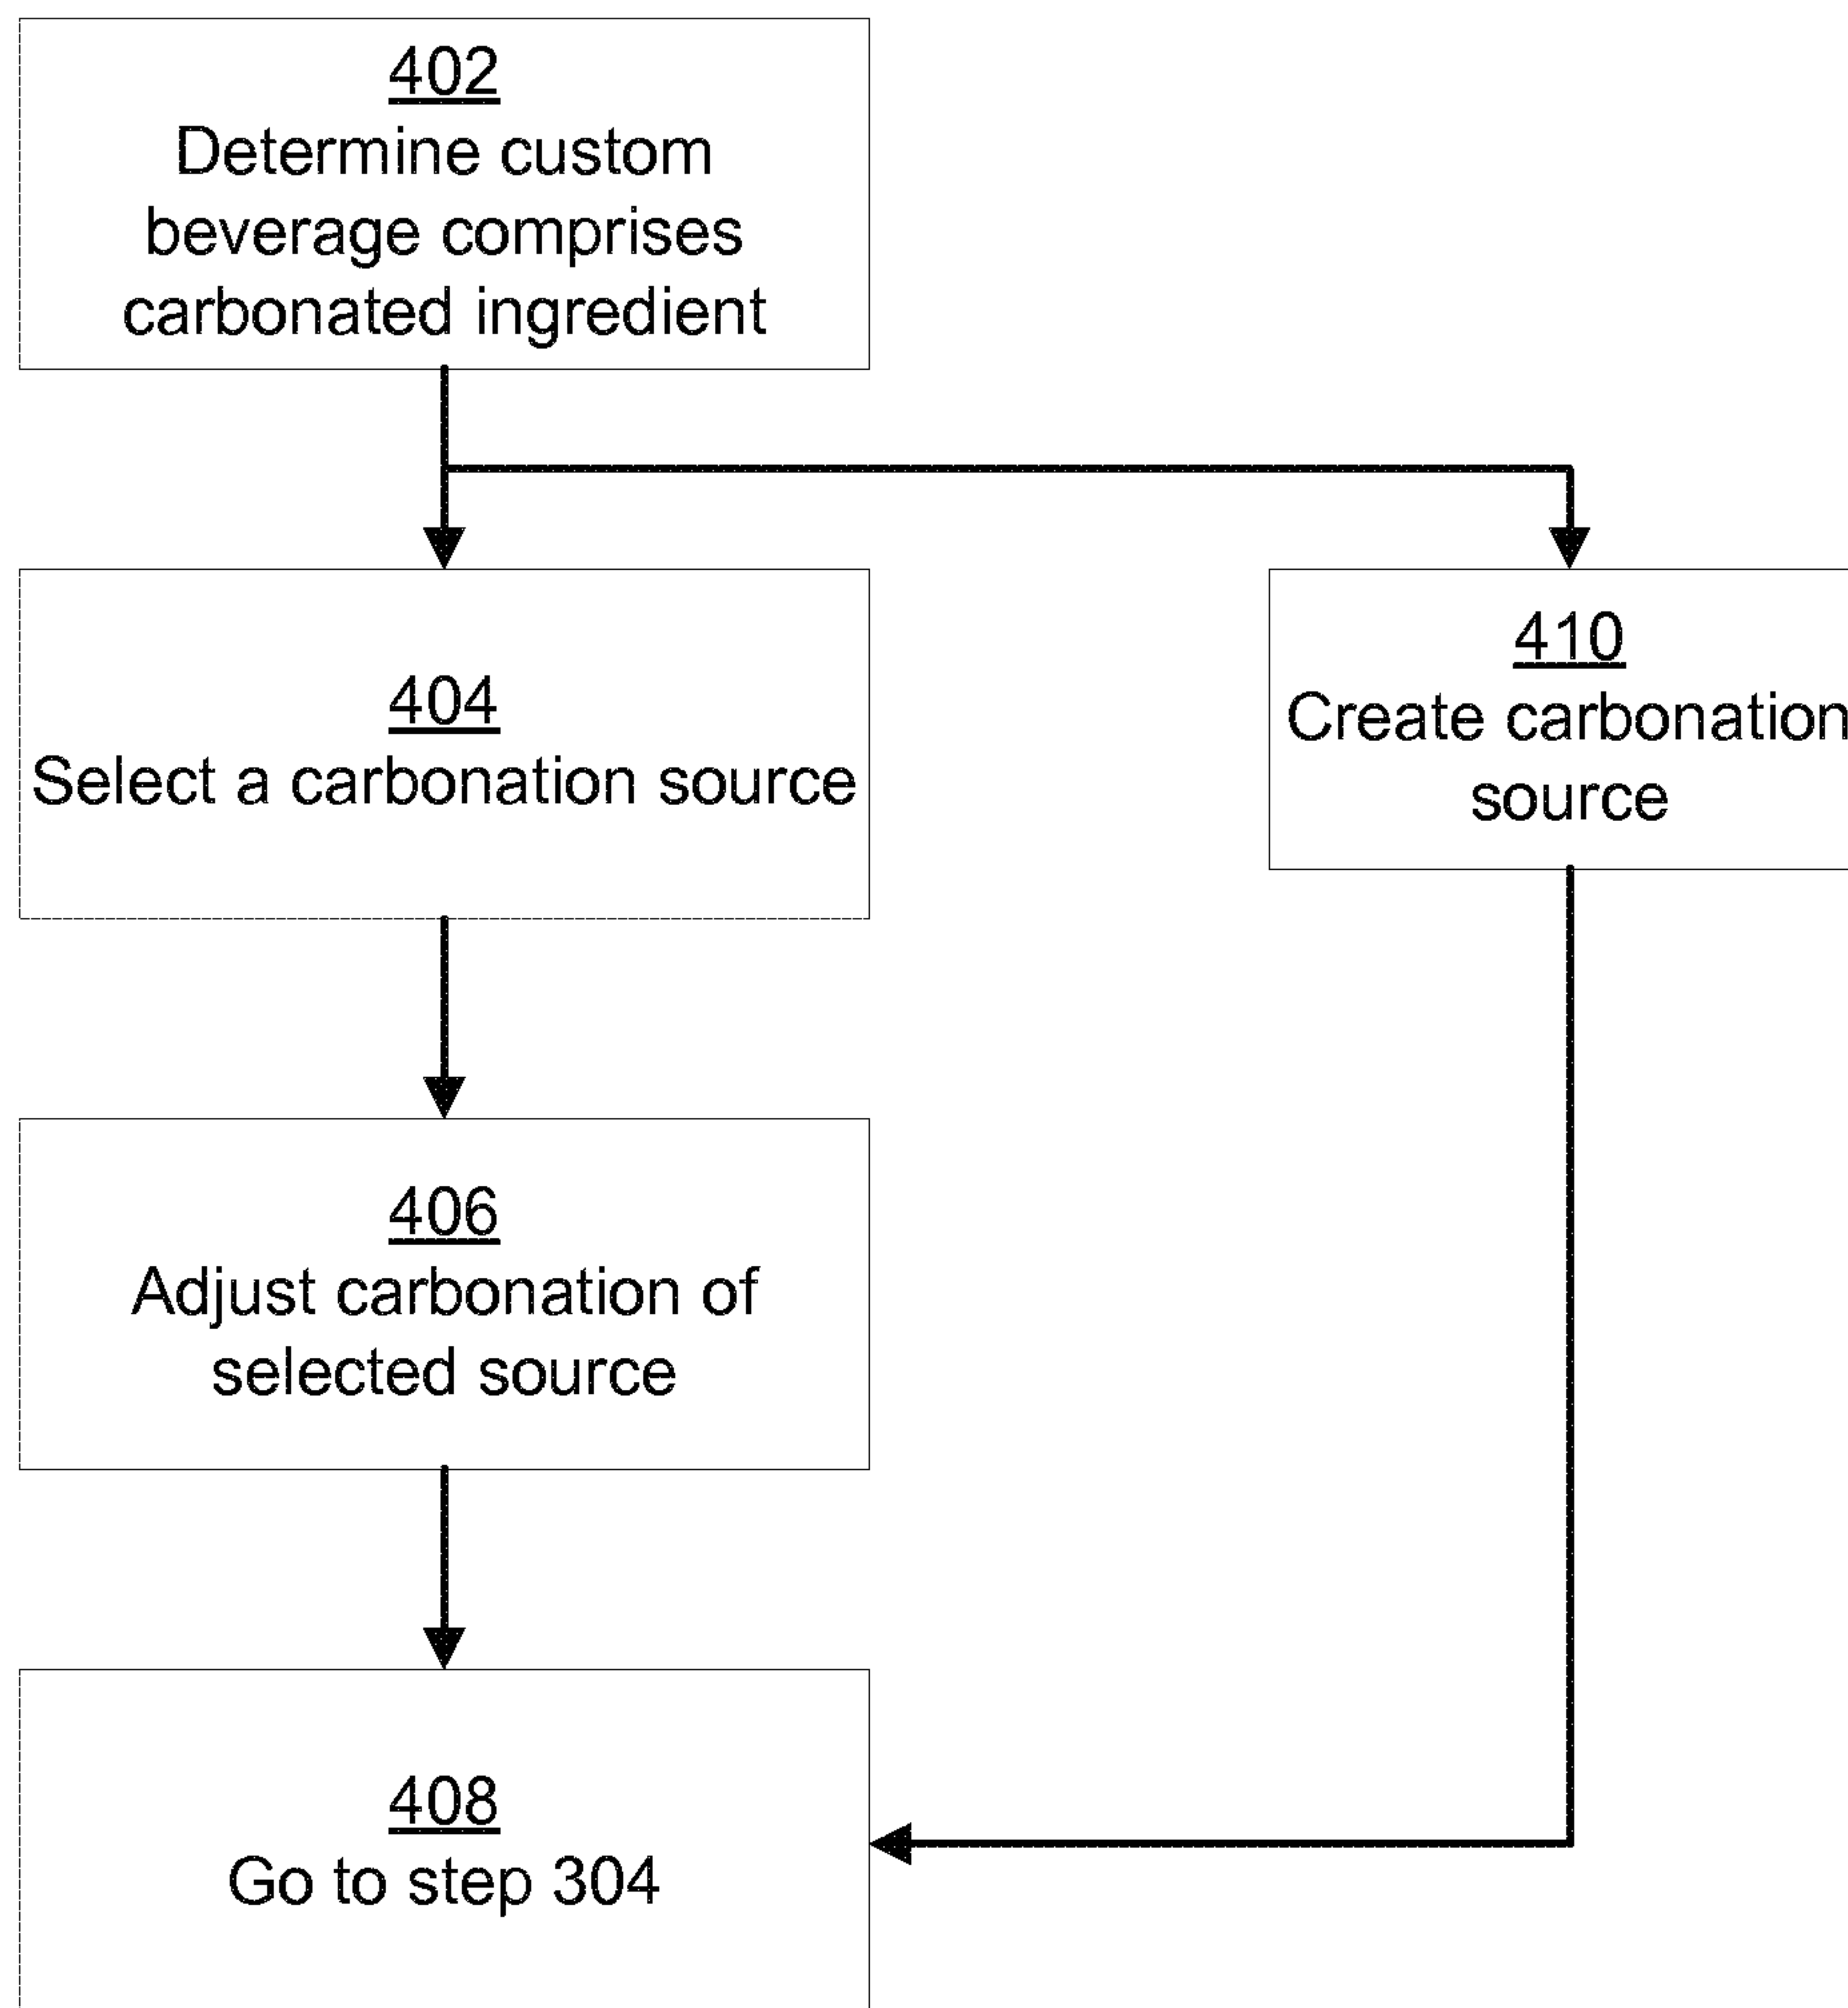 402
Determine custom
beverage comprises
carbonated ingredient
404
Select a carbonation source
410
Create carbonation
source
406
Adjust carbonation of
selected source
408
Go to step 304